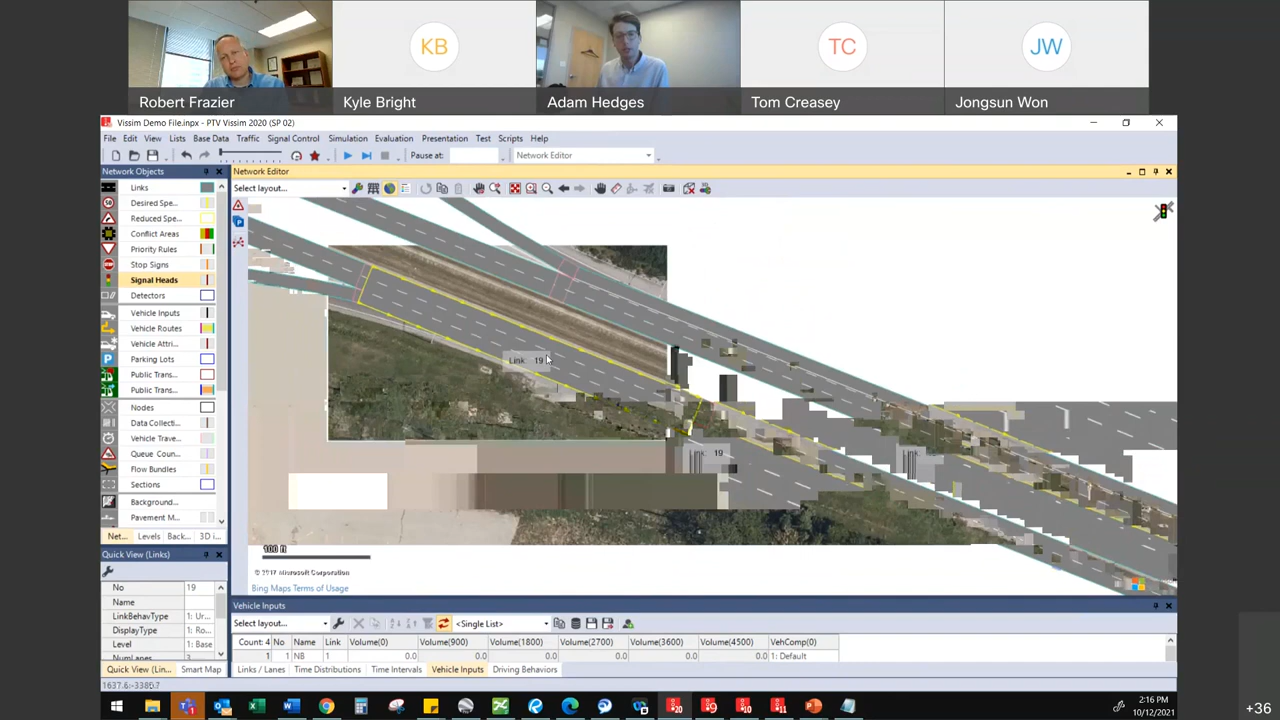 KB
TC
JW
Robert Frazier
Kyle Bright
Adam Hedges
Tom Creasey
Jongsun Won
Vissim Demo File.inpx - PTV Vissim 2020 (SP 02)
File Edit View Lists Base Data Traffic Signal Control Simulation Evaluation Presentation Test Scripts Help
Pause at: Network Editor
Network Objects
Network Editor
Select layout...
Links
Desired Spe...
Reduced Spe...
Conflict Areas
Priority Rules
Stop Signs
Signal Heads
Detectors
Vehicle Inputs
Vehicle Routes
Vehicle Attri...
Parking Lots
Public Trans...
Public Trans...
Nodes
Data Collecti...
Vehicle Trave...
Queue Coun...
Flow Bundles
Sections
Background...
Pavement M...
Net... Levels Back... 3D i...
Link: 19
Link: 19
Link:
100 ft
© 2017 Microsoft Corporation
Bing Maps Terms of Usage
Quick View (Links)
No 19
Name
LinkBehavType 1: Ur...
DisplayType 1: Ro...
Level 1: Base
NumLanes 3
Quick View (Lin... Smart Map
Vehicle Inputs
Select layout... <Single List>
Count: 4 No Name Link Volume(0) Volume(900) Volume(1800) Volume(2700) Volume(3600) Volume(4500) VehComp(0)
1 1 NB 1 0.0 0.0 0.0 0.0 0.0 0.0 1: Default
Links / Lanes Time Distributions Time Intervals Vehicle Inputs Driving Behaviors
2:16 PM
10/12/2021
+36